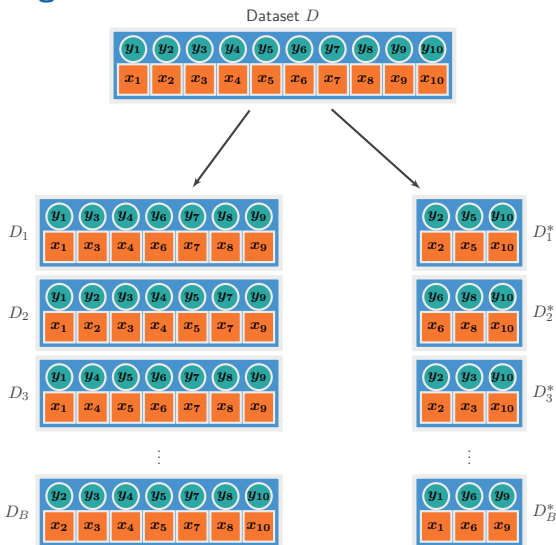 Dataset D
y1 y2 y3 y4 y5 y6 y7 y8 y9 y10
x1 x2 x3 x4 x5 x6 x7 x8 x9 x10
y1 y3 y4 y6 y7 y8 y9 y2 y5 y10
D1 D1*
x1 x3 x4 x6 x7 x8 x9 x2 x5 x10
y1 y2 y3 y4 y5 y7 y9 y6 y8 y10
D2 D2*
x1 x2 x3 x4 x5 x7 x9 x6 x8 x10
y1 y4 y5 y6 y7 y8 y9 y2 y3 y10
D3 D3*
x1 x4 x5 x6 x7 x8 x9 x2 x3 x10
⋮ ⋮
y2 y3 y4 y5 y7 y8 y10 y1 y6 y9
DB DB*
x2 x3 x4 x5 x7 x8 x10 x1 x6 x9